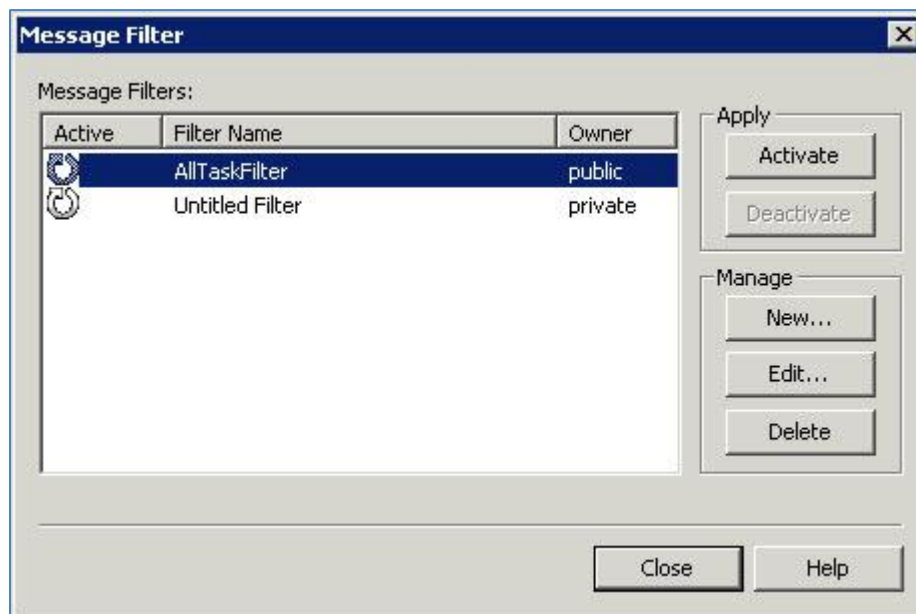 Message Filter
Message Filters:
Active Filter Name Owner
AllTaskFilter public
Untitled Filter private
Apply
Activate
Deactivate
Manage
New...
Edit...
Delete
Close Help